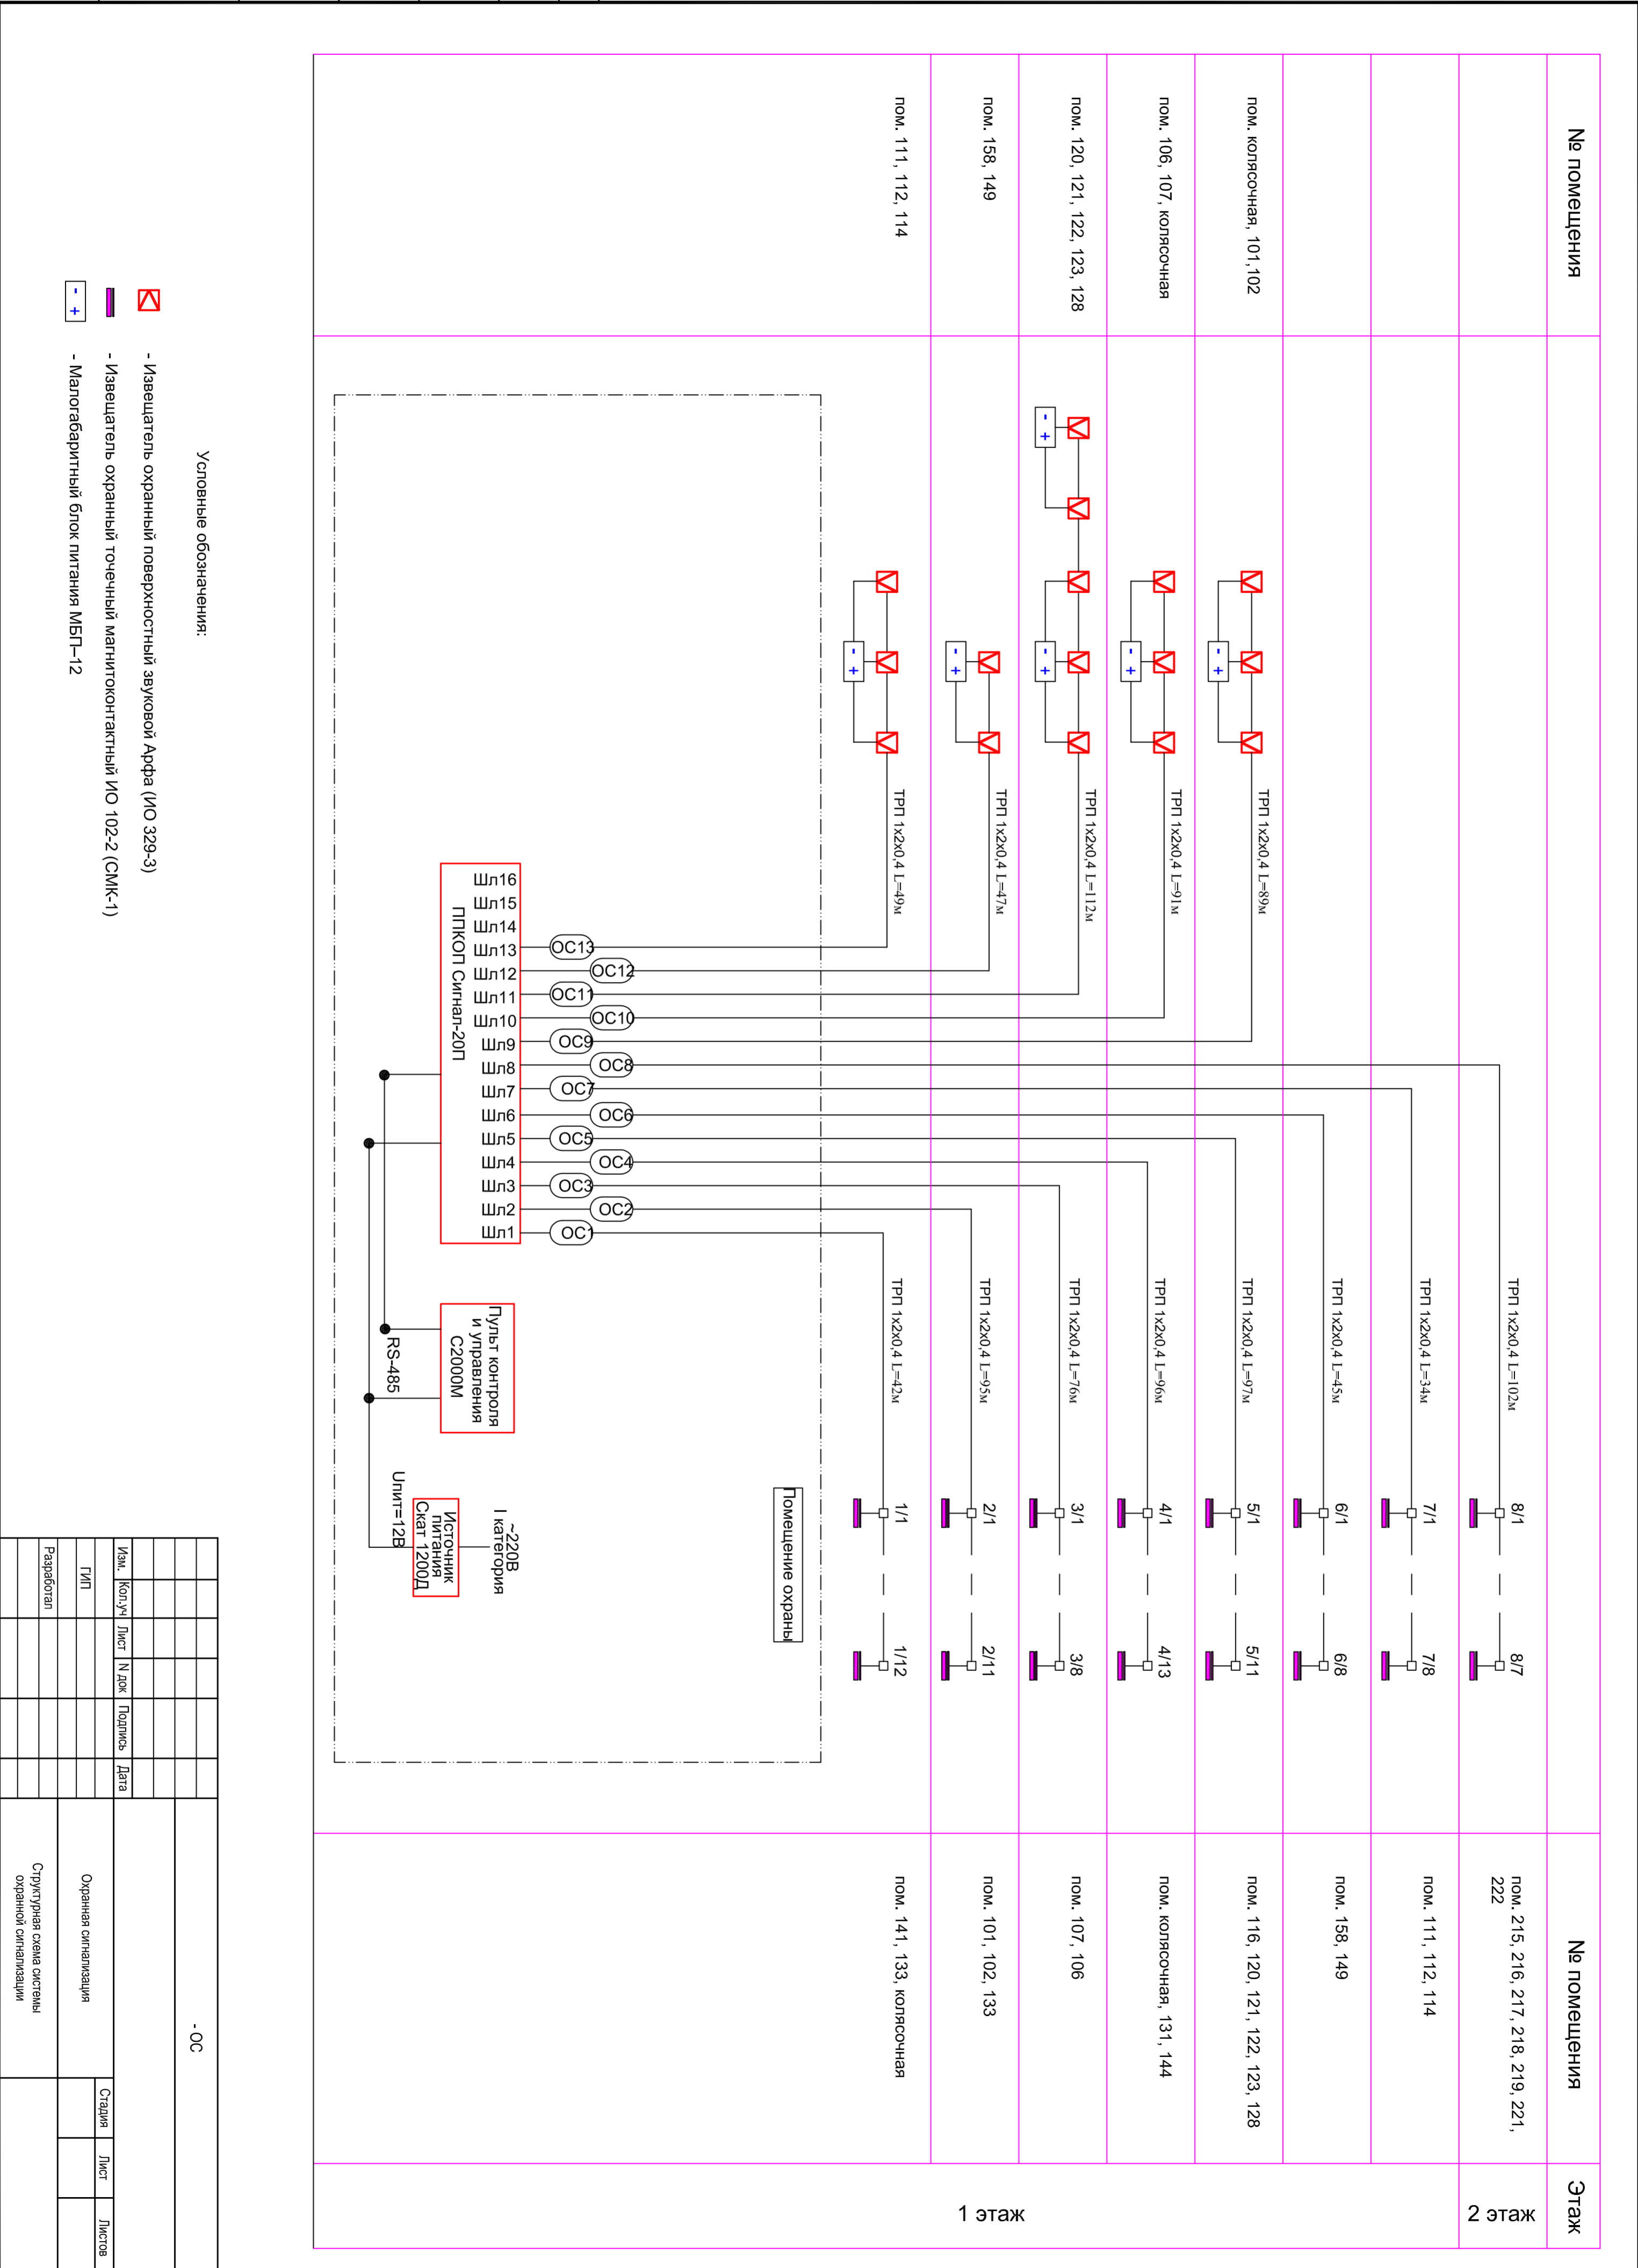 № помещения
№ помещения
Этаж
пом. 215, 216, 217, 218, 219, 221,
222
2 этаж
8/1
8/7
ТРП 1х2х0,4 L=102м
7/1
7/8
ТРП 1х2х0,4 L=34м
пом. 111, 112, 114
6/1
6/8
ТРП 1х2х0,4 L=45м
пом. 158, 149
пом. колясочная, 101,102
ТРП 1х2х0,4 L=89м
5/1
5/11
ТРП 1х2х0,4 L=97м
пом. 116, 120, 121, 122, 123, 128
пом. 106, 107, колясочная
ТРП 1х2х0,4 L=91м
4/1
4/13
ТРП 1х2х0,4 L=96м
пом. колясочная, 131, 144
пом. 120, 121, 122, 123, 128
ТРП 1х2х0,4 L=112м
3/1
3/8
ТРП 1х2х0,4 L=76м
пом. 107, 106
1 этаж
пом. 158, 149
ТРП 1х2х0,4 L=47м
2/1
2/11
ТРП 1х2х0,4 L=95м
пом. 101, 102, 133
пом. 111, 112, 114
ТРП 1х2х0,4 L=49м
1/1
1/12
ТРП 1х2х0,4 L=42м
пом. 141, 133, колясочная
- +
- +
- +
- +
- +
- +
Помещение охраны
ОС13
ОС12
ОС11
ОС10
ОС9
ОС8
ОС7
ОС6
ОС5
ОС4
ОС3
ОС2
ОС1
Шл16
Шл15
Шл14
Шл13
Шл12
Шл11
Шл10
Шл9
Шл8
Шл7
Шл6
Шл5
Шл4
Шл3
Шл2
Шл1
ППКОП Сигнал-20П
Пульт контроля
и управления
С2000М
RS-485
~220В
I категория
Источник
питания
Скат 1200Д
Uпит=12В
Условные обозначения:
- Извещатель охранный поверхностный звуковой Арфа (ИО 329-3)
- Извещатель охранный точечный магнитоконтактный ИО 102-2 (СМК-1)
- +
- Малогабаритный блок питания МБП–12
- ОС
Изм.
Кол.уч
Лист
N док
Подпись
Дата
ГИП
Разработал
Охранная сигнализация
Стадия
Лист
Листов
Структурная схема системы
охранной сигнализации